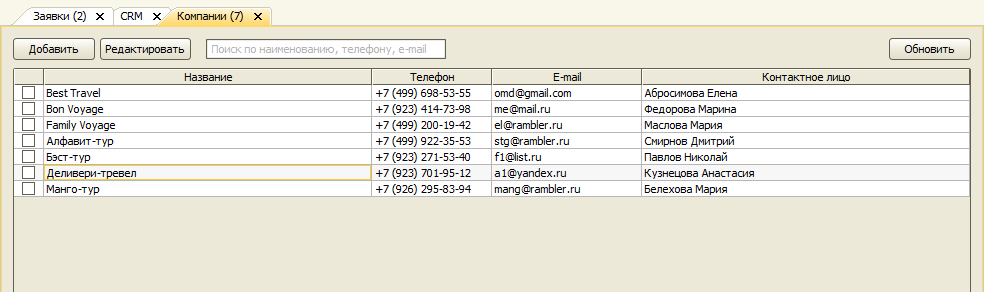 Заявки (2) CRM Компании (7)
Добавить Редактировать Поиск по наименованию, телефону, e-mail Обновить
Название Телефон E-mail Контактное лицо
Best Travel +7 (499) 698-53-55 omd@gmail.com Абросимова Елена
Bon Voyage +7 (923) 414-73-98 me@mail.ru Федорова Марина
Family Voyage +7 (499) 200-19-42 el@rambler.ru Маслова Мария
Алфавит-тур +7 (499) 922-35-53 stg@rambler.ru Смирнов Дмитрий
Бэст-тур +7 (923) 271-53-40 f1@list.ru Павлов Николай
Деливери-тревел +7 (923) 701-95-12 a1@yandex.ru Кузнецова Анастасия
Манго-тур +7 (926) 295-83-94 mang@rambler.ru Белехова Мария